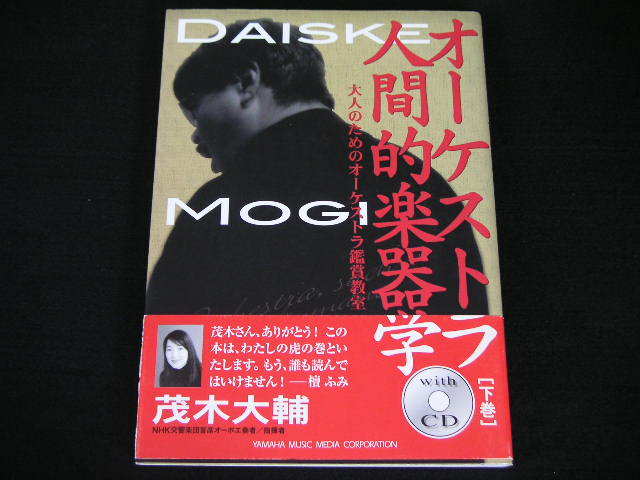 DAISKE
MOGI
オーケストラ
人間的楽器学
大人のためのオーケストラ鑑賞教室
[下巻]
with
CD
茂木さん、ありがとう！この
本は、わたしの虎の巻とい
たします。もう、誰も読んで
はいけません！──檀 ふみ
茂木大輔
NHK交響楽団首席オーボエ奏者／指揮者
YAMAHA MUSIC MEDIA CORPORATION